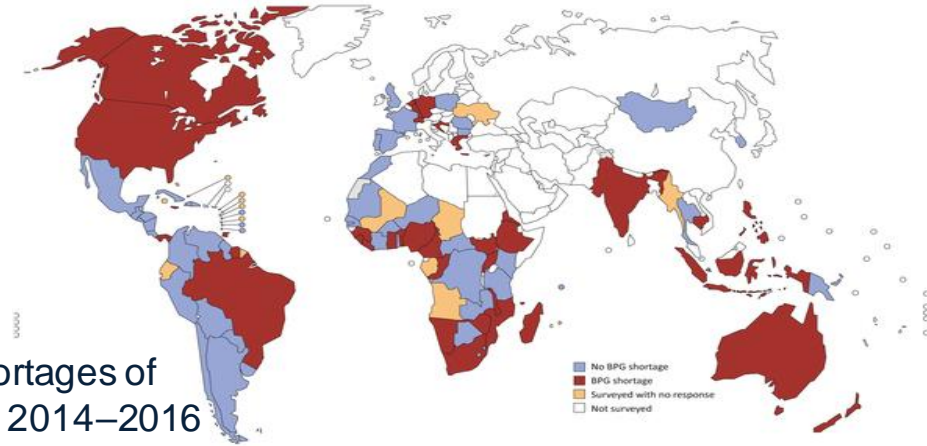 No BPG shortage
BPG shortage
Surveyed with no response
Not surveyed
ortages of
2014–2016